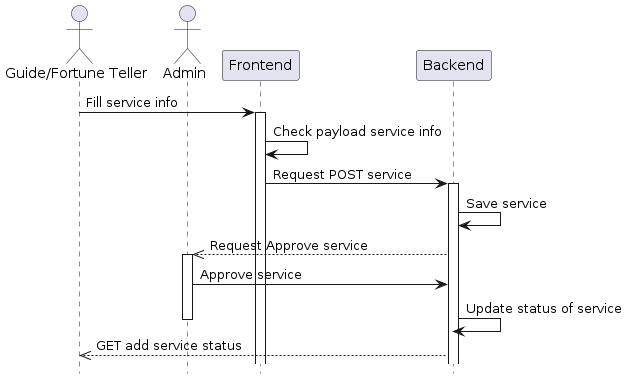 Guide/Fortune Teller
Admin
Frontend
Backend
Fill service info
Check payload service info
Request POST service
Save service
Request Approve service
Approve service
Update status of service
GET add service status